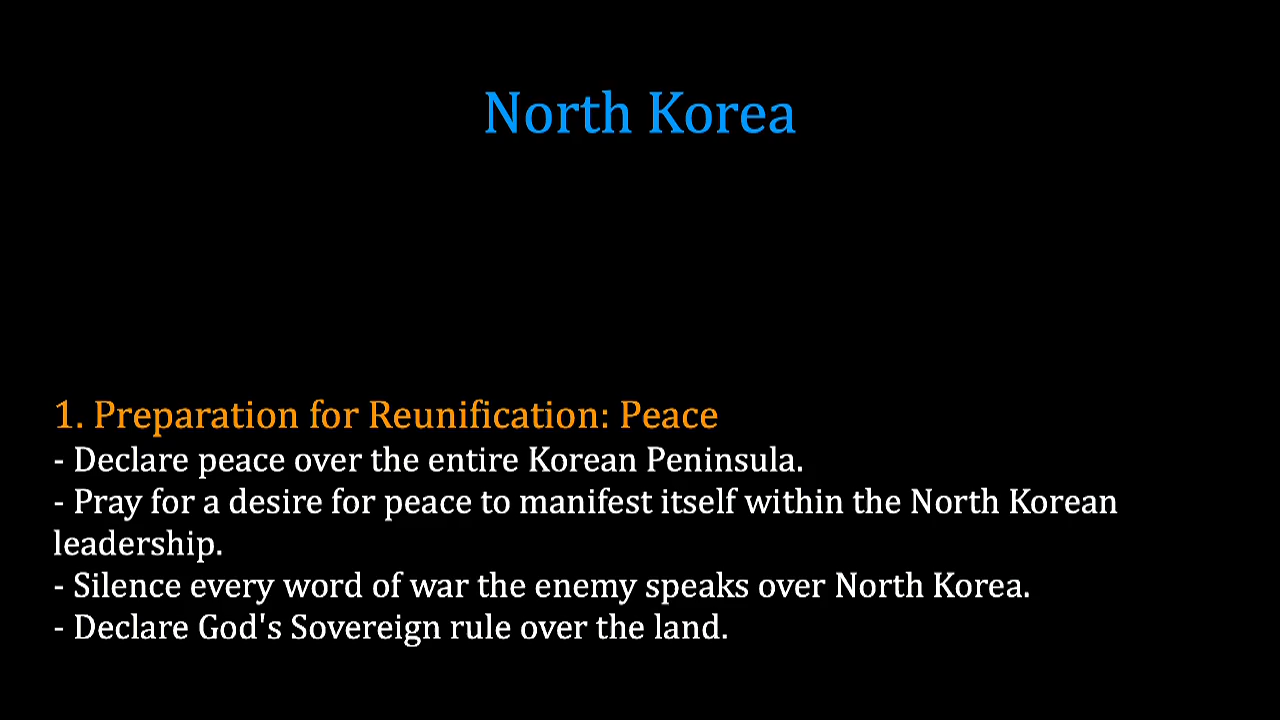 North Korea
1. Preparation for Reunification: Peace
- Declare peace over the entire Korean Peninsula.
- Pray for a desire for peace to manifest itself within the North Korean
leadership.
- Silence every word of war the enemy speaks over North Korea.
- Declare God's Sovereign rule over the land.